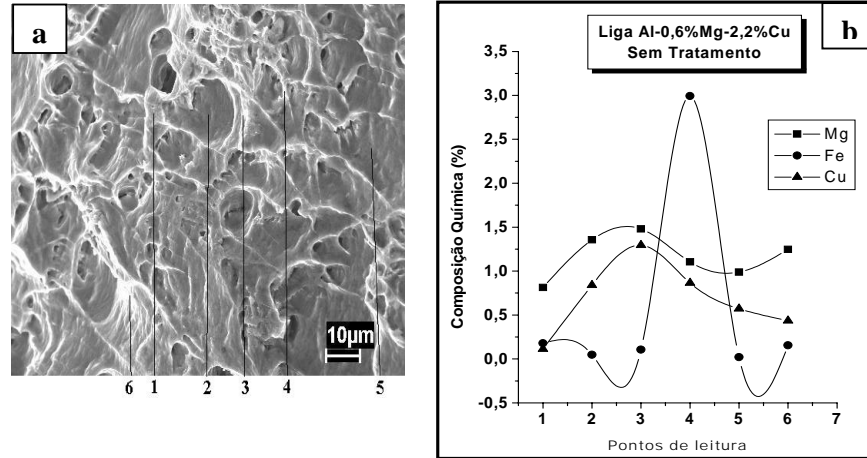 a
10µm
6 1 2 3 4 5
b
Liga Al-0,6%Mg-2,2%Cu
Sem Tratamento
Mg
Fe
Cu
Composição Química (%)
3,5
3,0
2,5
2,0
1,5
1,0
0,5
0,0
-0,5
1 2 3 4 5 6 7
Pontos de leitura